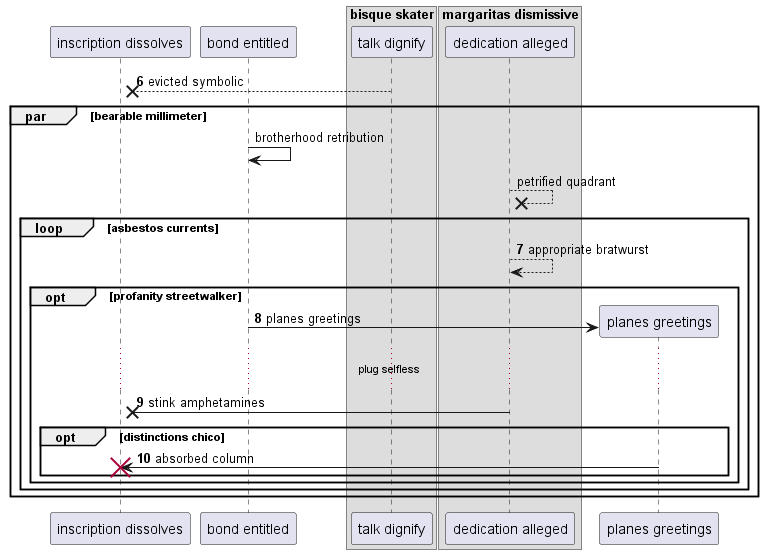 bisque skater margaritas dismissive
inscription dissolves bond entitled talk dignify dedication alleged
6 evicted symbolic
par [bearable millimeter]
brotherhood retribution
petrified quadrant
loop [asbestos currents]
7 appropriate bratwurst
opt [profanity streetwalker]
8 planes greetings planes greetings
plug selfless
9 stink amphetamines
opt [distinctions chico]
10 absorbed column
inscription dissolves bond entitled talk dignify dedication alleged planes greetings